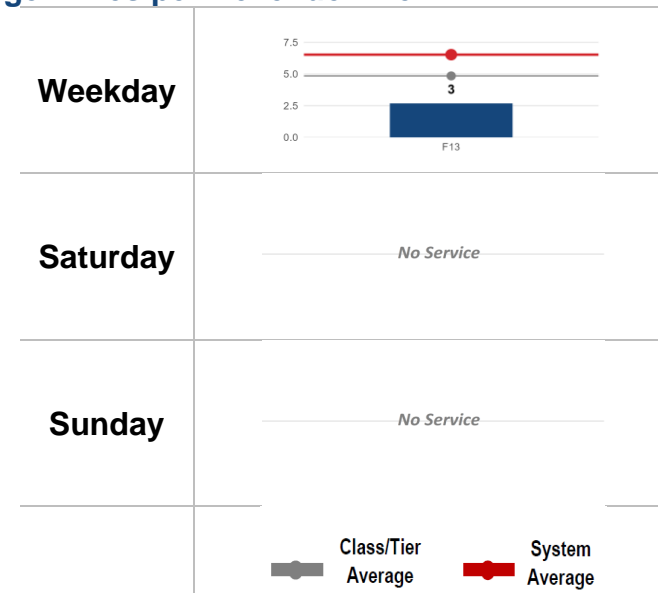 Weekday
7.5
5.0
3
2.5
0.0
F13
Saturday
No Service
Sunday
No Service
Class/Tier
Average
System
Average